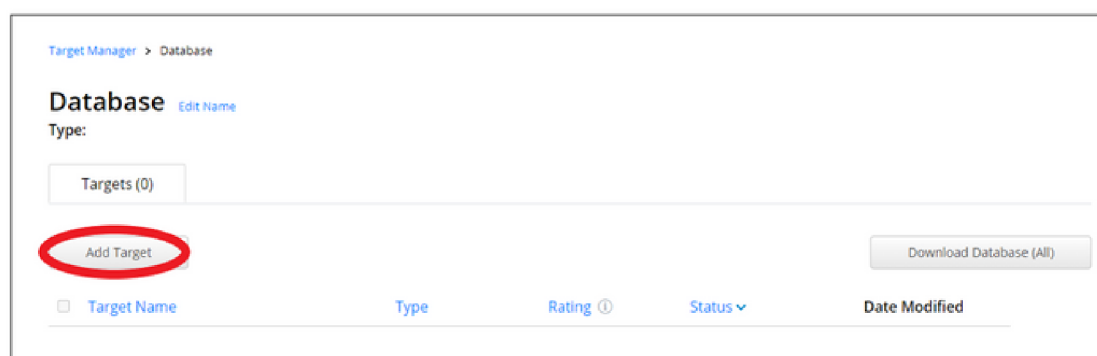 Target Manager > Database
Database Edit Name
Type:
Targets (0)
Add Target Download Database (All)
Target Name Type Rating ⓘ Status Date Modified